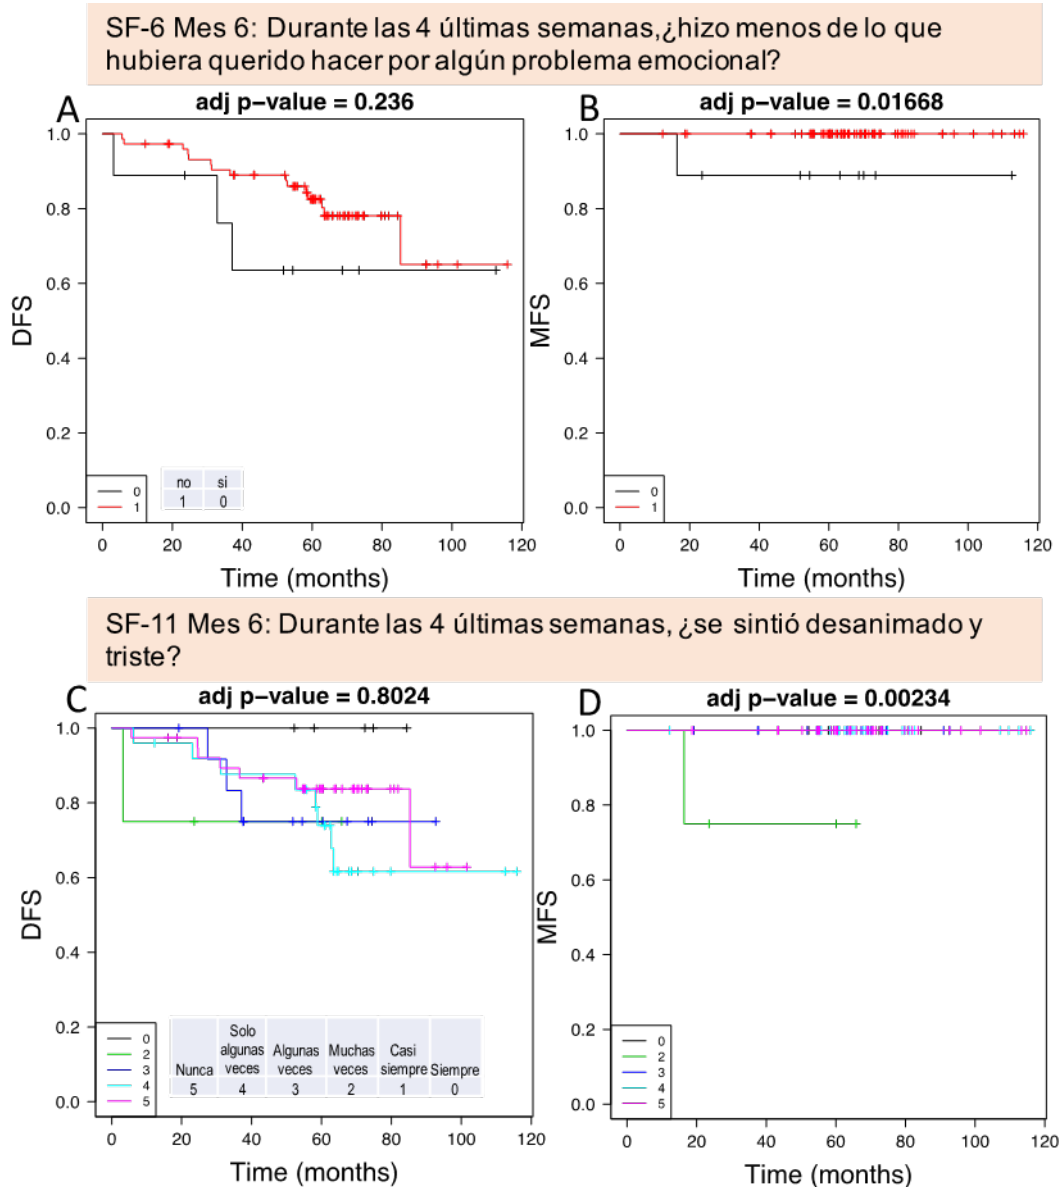 SF-6 Mes 6: Durante las 4 últimas semanas,¿hizo menos de lo que
hubiera querido hacer por algún problema emocional?
A
adj p-value = 0.236
DFS
1.0
0.8
0.6
0.4
0.2
0.0
0
1
no si
1 0
0 20 40 60 80 100 120
Time (months)
B
adj p-value = 0.01668
MFS
1.0
0.8
0.6
0.4
0.2
0.0
0
1
0 20 40 60 80 100 120
Time (months)
SF-11 Mes 6: Durante las 4 últimas semanas, ¿se sintió desanimado y
triste?
C
adj p-value = 0.8024
DFS
1.0
0.8
0.6
0.4
0.2
0.0
0
2
3
4
5
Solo
algunas Algunas Muchas Casi
Nunca veces veces veces siempre Siempre
5 4 3 2 1 0
0 20 40 60 80 100 120
Time (months)
D
adj p-value = 0.00234
MFS
1.0
0.8
0.6
0.4
0.2
0.0
0
2
3
4
5
0 20 40 60 80 100 120
Time (months)